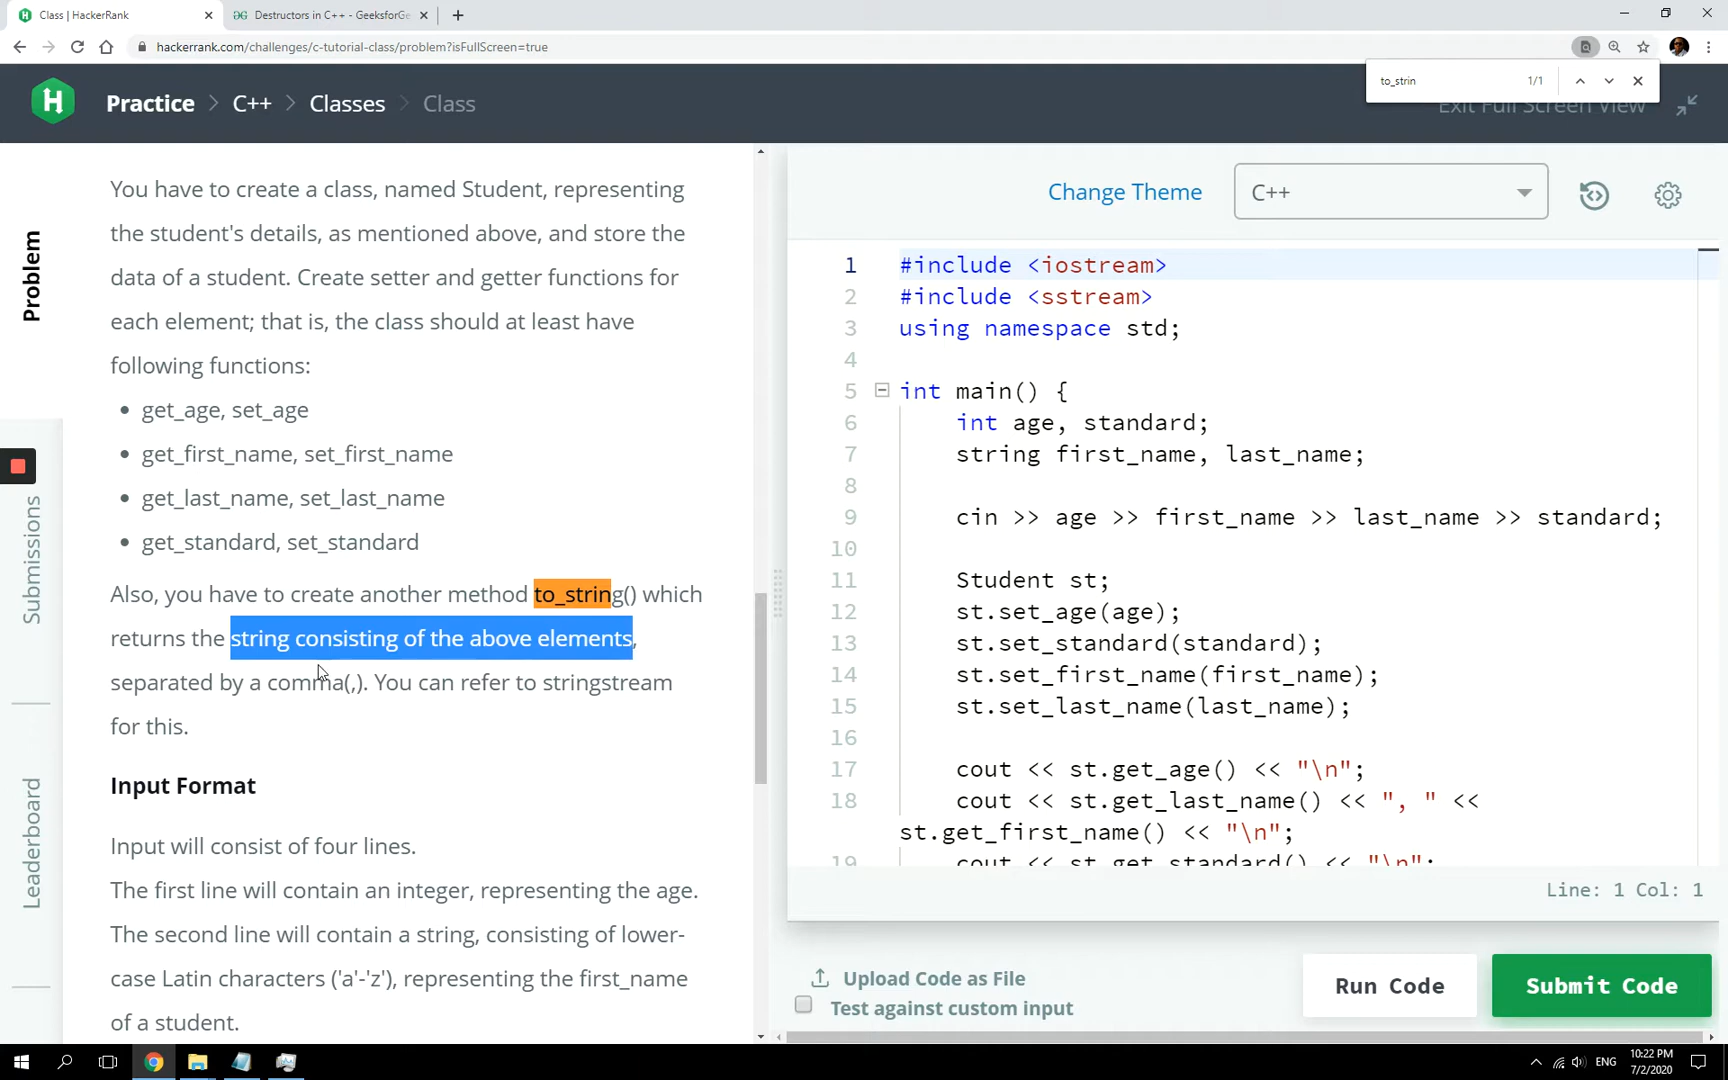 Class | HackerRank
Destructors in C++ - GeeksforGe
hackerrank.com/challenges/c-tutorial-class/problem?isFullScreen=true
to_strin 1/1
Practice > C++ > Classes > Class
Exit Full Screen View
Problem
Submissions
Leaderboard
You have to create a class, named Student, representing
the student's details, as mentioned above, and store the
data of a student. Create setter and getter functions for
each element; that is, the class should at least have
following functions:
• get_age, set_age
• get_first_name, set_first_name
• get_last_name, set_last_name
• get_standard, set_standard
Also, you have to create another method to_string() which
returns the string consisting of the above elements,
separated by a comma(,). You can refer to stringstream
for this.
Input Format
Input will consist of four lines.
The first line will contain an integer, representing the age.
The second line will contain a string, consisting of lower-
case Latin characters ('a'-'z'), representing the first_name
of a student.
Change Theme
C++
1 #include <iostream>
2 #include <sstream>
3 using namespace std;
4
5 int main() {
6 int age, standard;
7 string first_name, last_name;
8
9 cin >> age >> first_name >> last_name >> standard;
10
11 Student st;
12 st.set_age(age);
13 st.set_standard(standard);
14 st.set_first_name(first_name);
15 st.set_last_name(last_name);
16
17 cout << st.get_age() << "\n";
18 cout << st.get_last_name() << ", " <<
st.get_first_name() << "\n";
19 cout << st.get_standard() << "\n";
Line: 1 Col: 1
Upload Code as File
Test against custom input
Run Code
Submit Code
ENG
10:22 PM
7/2/2020